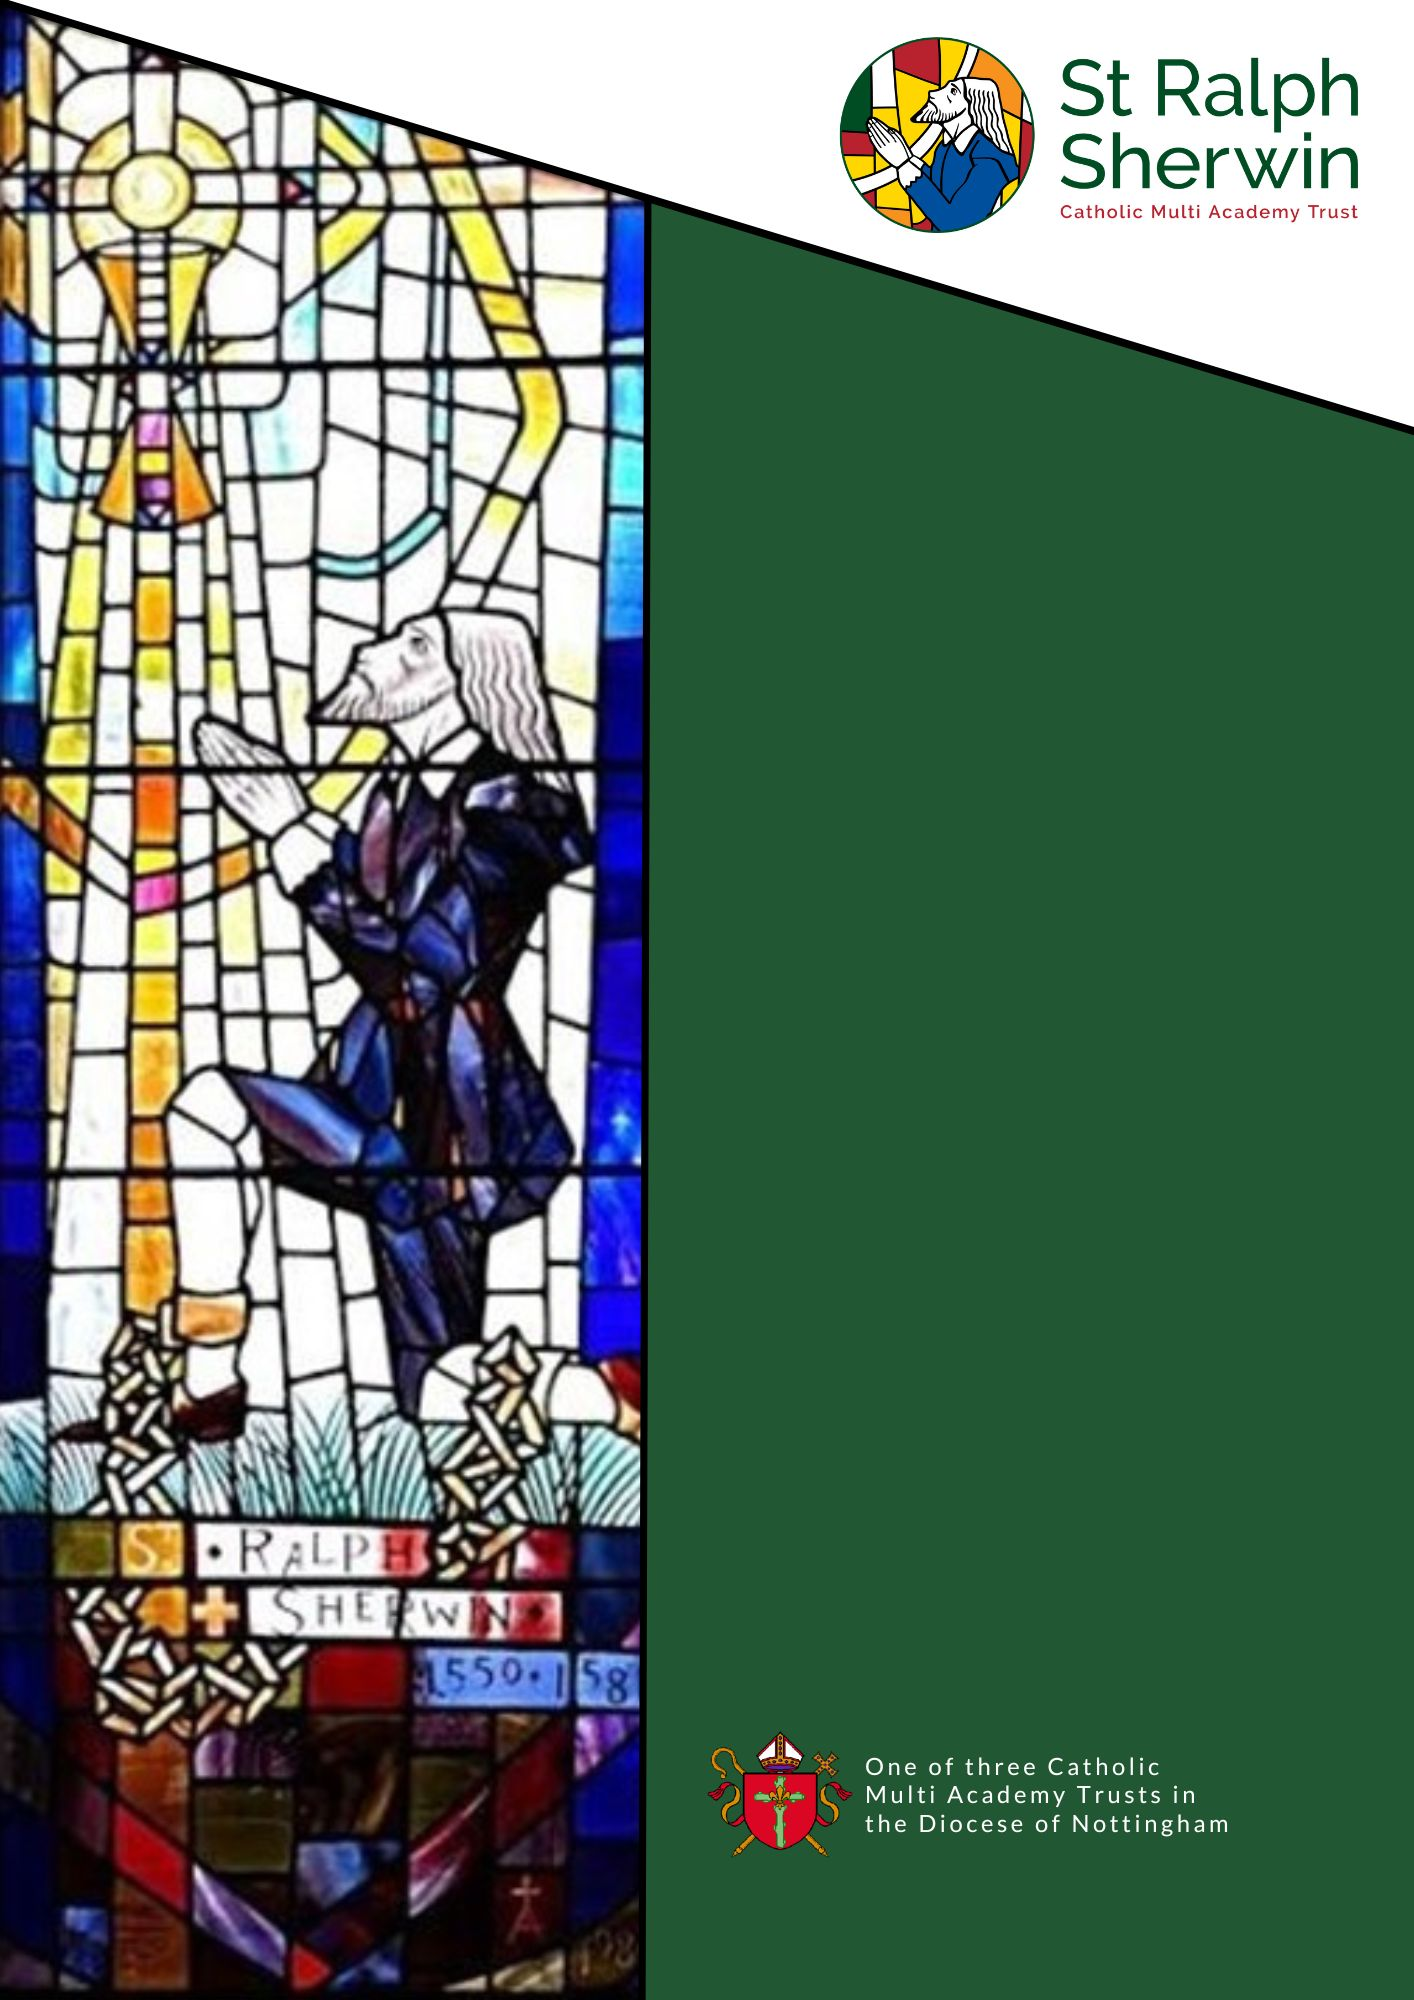 St Ralph
Sherwin
Catholic Multi Academy Trust
S. • RALPH
SHERWIN •
1550 • 158
One of three Catholic
Multi Academy Trusts in
the Diocese of Nottingham